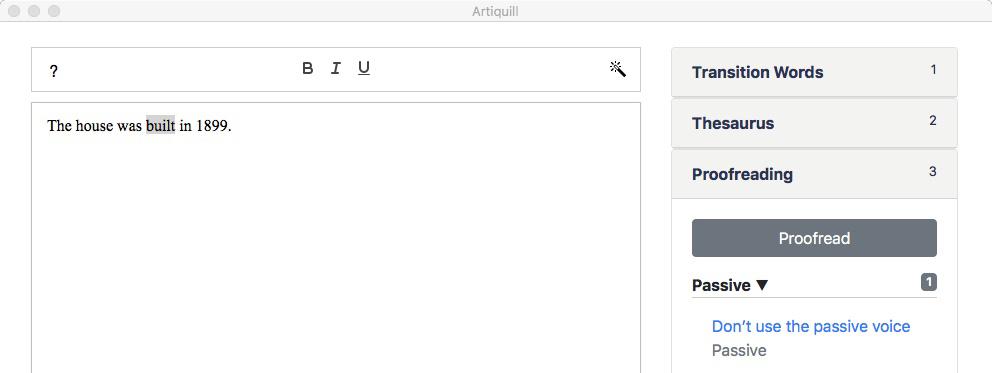 Artiquill
?
B I U
The house was built in 1899.
Transition Words 1
Thesaurus 2
Proofreading 3
Proofread
Passive ▼ 1
Don’t use the passive voice
Passive